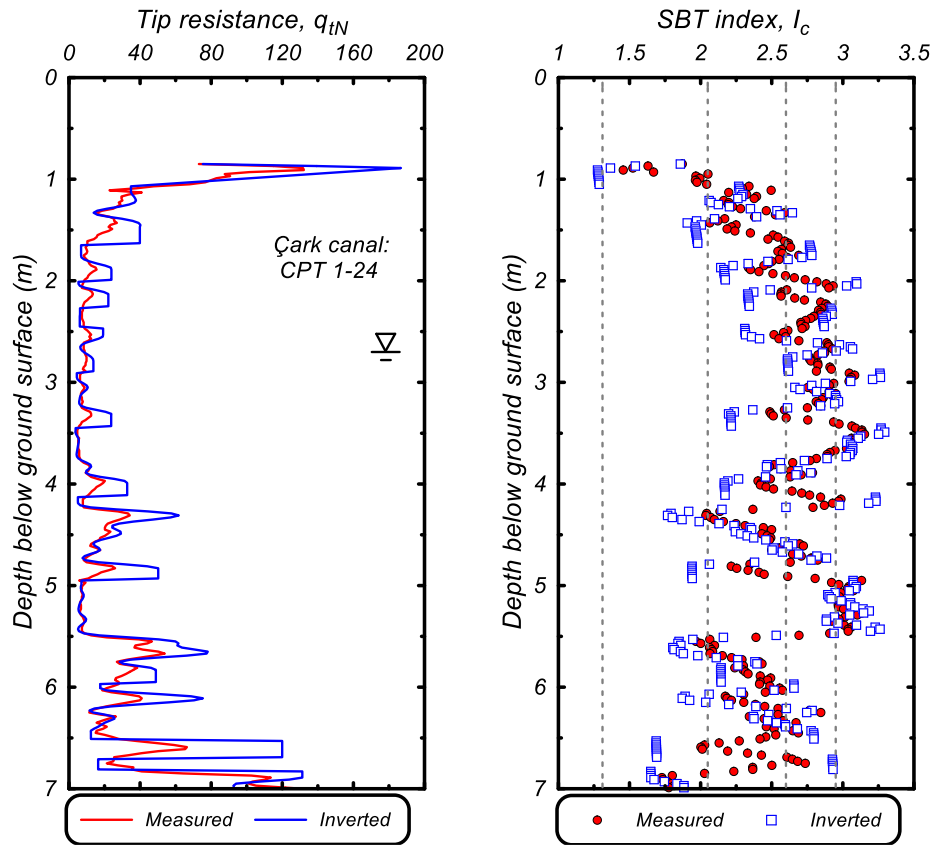 Tip resistance, qtN
0 40 80 120 160 200
0
1
2
3
4
5
6
7
Depth below ground surface (m)
Çark canal:
CPT 1-24
Measured Inverted
SBT index, Ic
1 1.5 2 2.5 3 3.5
0
1
2
3
4
5
6
7
Depth below ground surface (m)
Measured Inverted